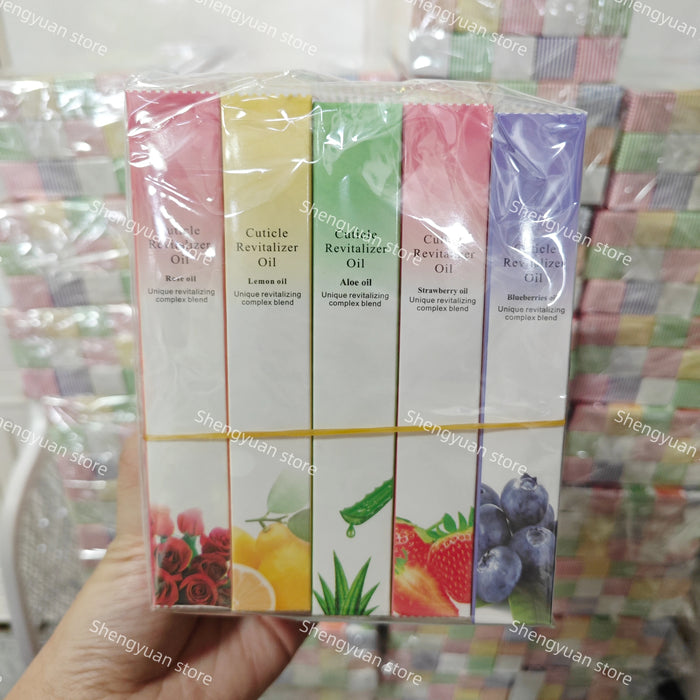 Cuticle
Revitalizer
Oil
Rose oil
Unique revitalizing
complex blend
Cuticle
Revitalizer
Oil
Lemon oil
Unique revitalizing
complex blend
Cuticle
Revitalizer
Oil
Aloe oil
Unique revitalizing
complex blend
Cuticle
Revitalizer
Oil
Strawberry oil
Unique revitalizing
complex blend
Cuticle
Revitalizer
Oil
Blueberries oil
Unique revitalizing
complex blend
Shengyuan store
Shengyuan store
Shengyuan store
Shengyuan store
Shengyuan store
Shengyuan store
Shengyuan store
Shengyuan store
Shengyuan store
Shengyuan store
Shengyuan store
Shengyuan store